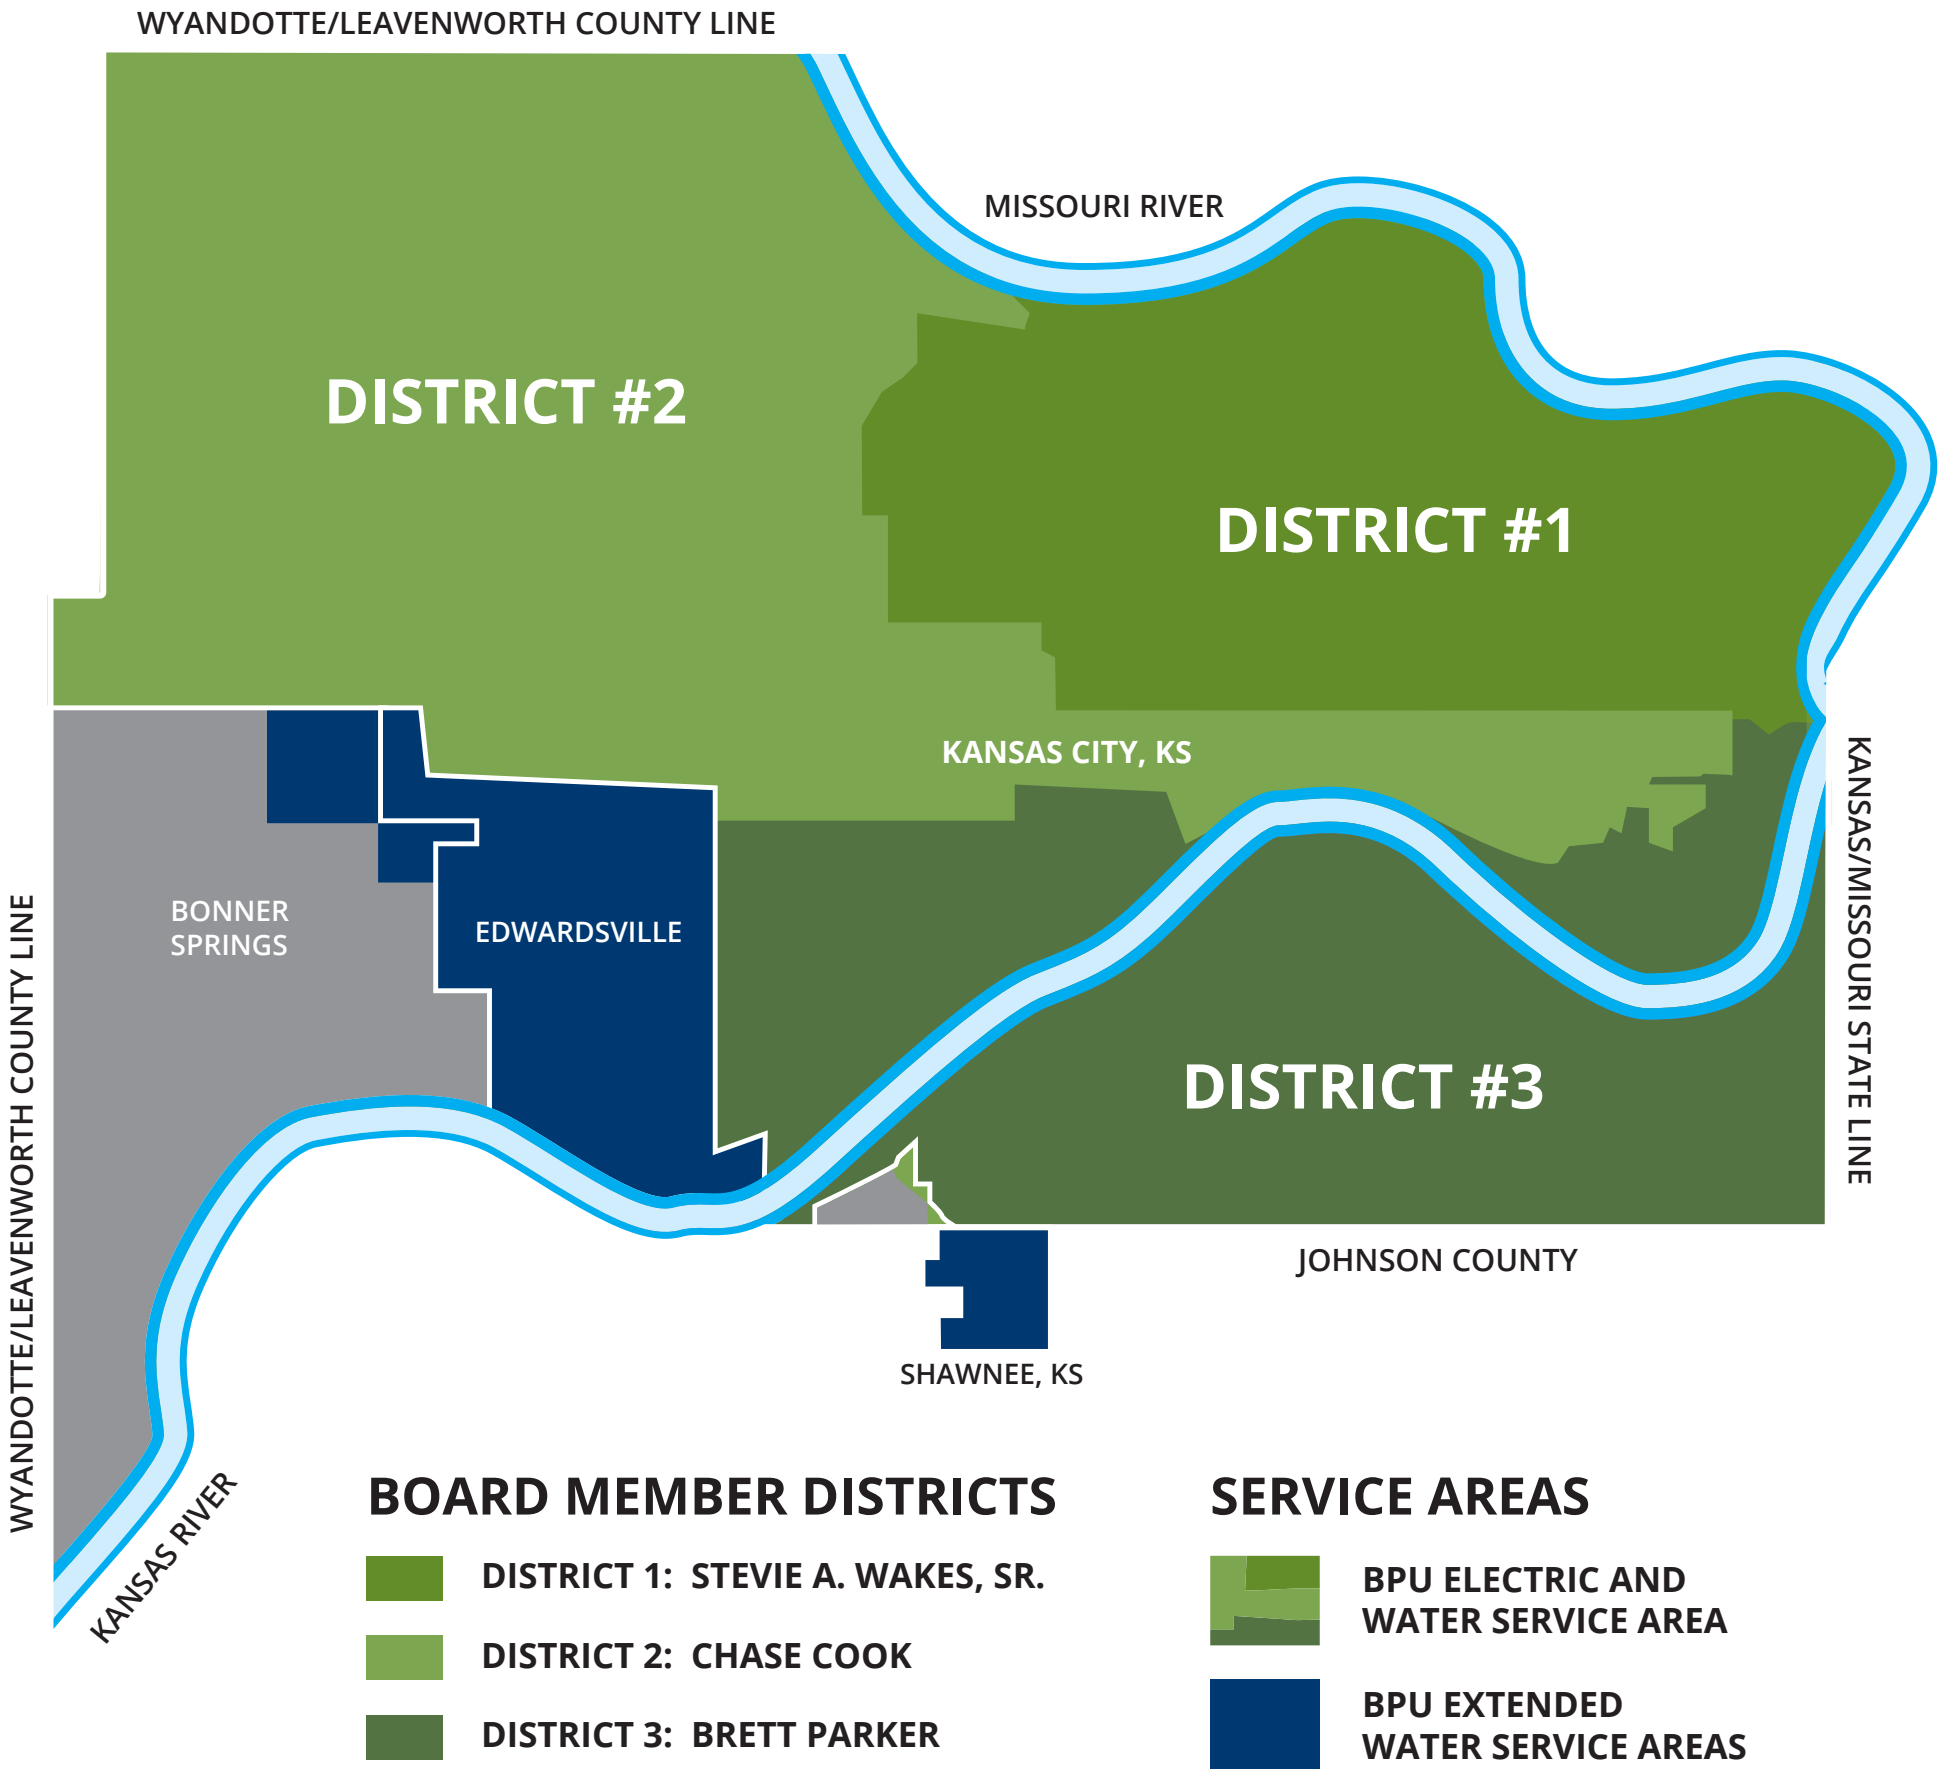 WYANDOTTE/LEAVENWORTH COUNTY LINE
MISSOURI RIVER
DISTRICT #2
DISTRICT #1
KANSAS CITY, KS
BONNER
SPRINGS
EDWARDSVILLE
KANSAS/MISSOURI STATE LINE
WYANDOTTE/LEAVENWORTH COUNTY LINE
DISTRICT #3
JOHNSON COUNTY
SHAWNEE, KS
KANSAS RIVER
BOARD MEMBER DISTRICTS
DISTRICT 1: STEVIE A. WAKES, SR.
DISTRICT 2: CHASE COOK
DISTRICT 3: BRETT PARKER
SERVICE AREAS
BPU ELECTRIC AND
WATER SERVICE AREA
BPU EXTENDED
WATER SERVICE AREAS